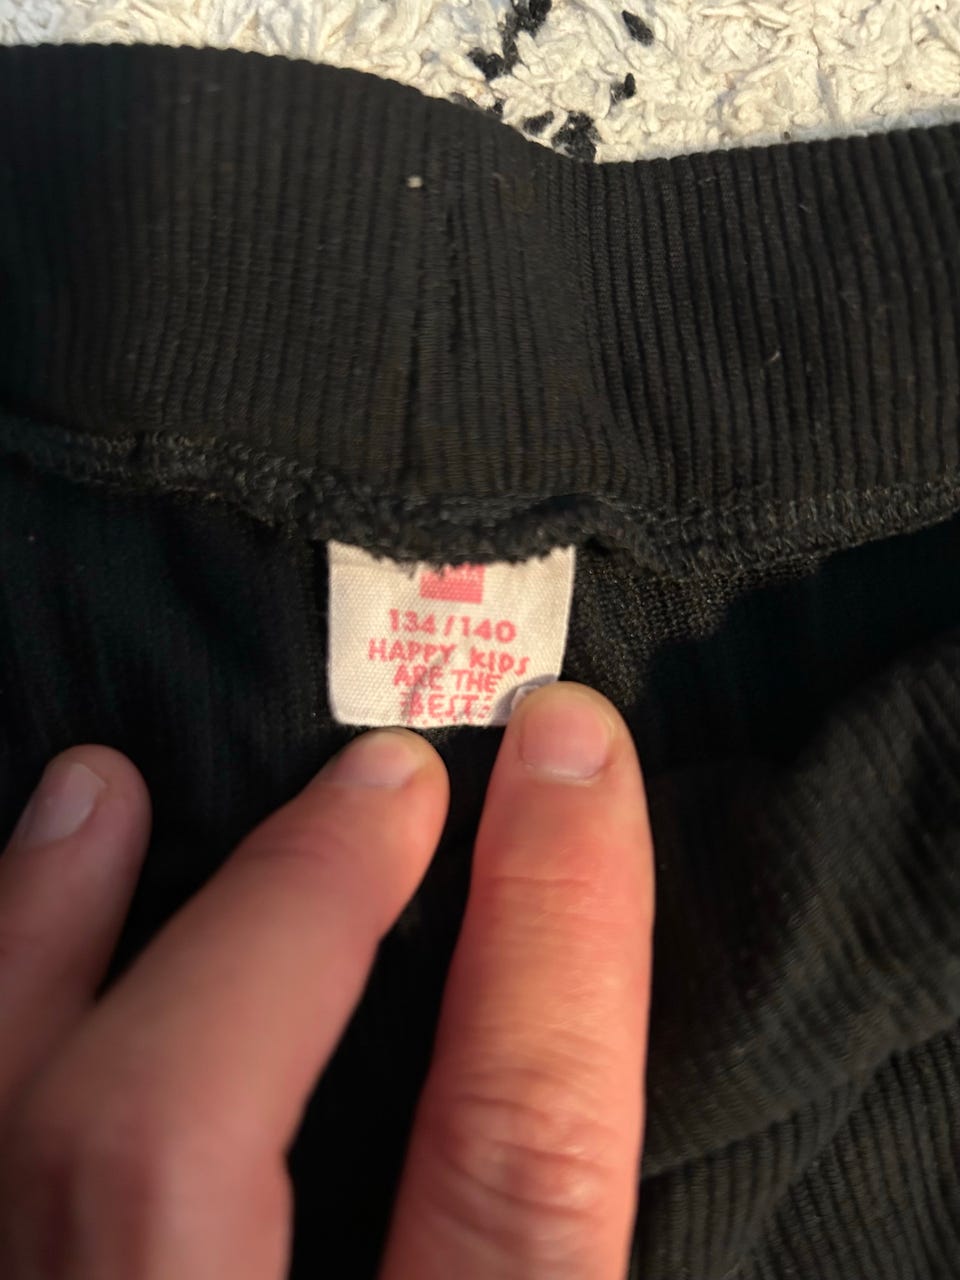 134/140
HAPPY KIDS
ARE THE
BEST